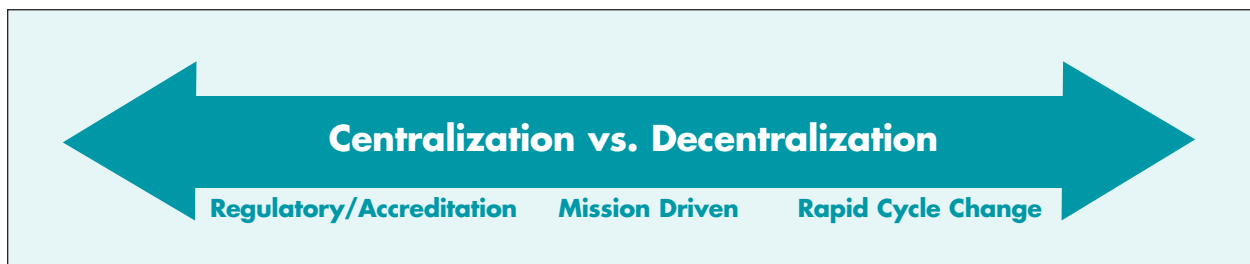 Centralization vs. Decentralization
Regulatory/Accreditation Mission Driven Rapid Cycle Change